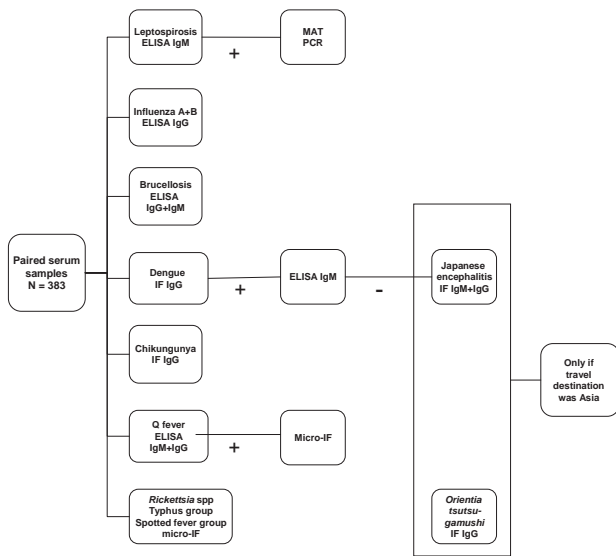 Paired serum
samples
N = 383
Leptospirosis
ELISA IgM
+
MAT
PCR
Influenza A+B
ELISA IgG
Brucellosis
ELISA
IgG+IgM
Dengue
IF IgG
+
ELISA IgM
-
Japanese
encephalitis
IF IgM+IgG
Chikungunya
IF IgG
Q fever
ELISA
IgM+IgG
+
Micro-IF
Rickettsia spp
Typhus group
Spotted fever group
micro-IF
Orientia
tsutsu-
gamushi
IF IgG
Only if
travel
destination
was Asia